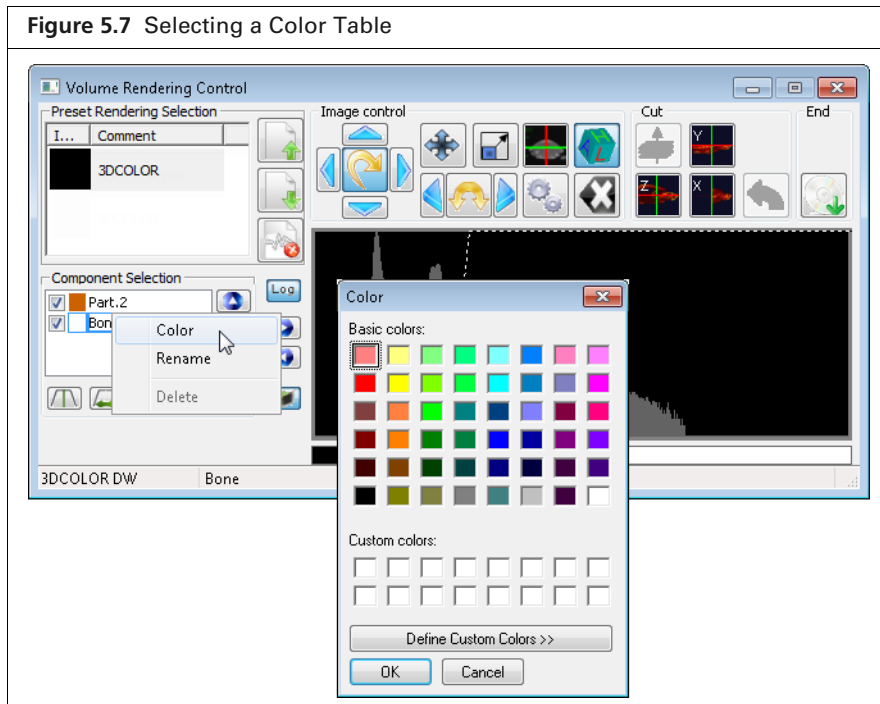 Figure 5.7 Selecting a Color Table
Volume Rendering Control
Preset Rendering Selection
I... Comment
3DCOLOR
Image control
Cut
End
Y
Z
X
L
Component Selection
Log
Part.2
Bon
Color
Rename
Delete
3DCOLOR DW
Bone
Color
Basic colors:
Custom colors:
Define Custom Colors >>
OK
Cancel